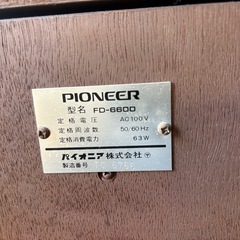 PIONEER
型名 FD-6600
定格電圧 AC100V
定格周波数 50/60Hz
定格消費電力 63W
パイオニア株式会社
製造番号